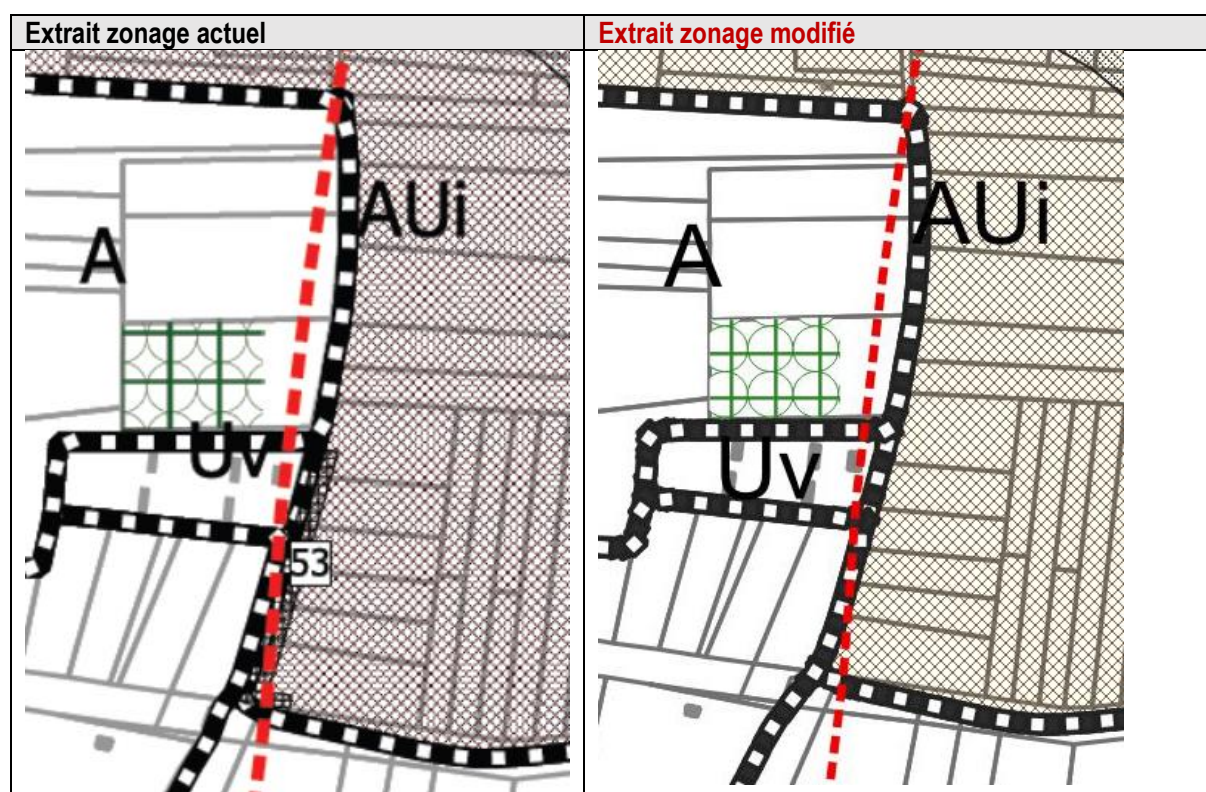 Extrait zonage actuel
Extrait zonage modifié
AUi
A
Uv
53
AUi
A
Uv